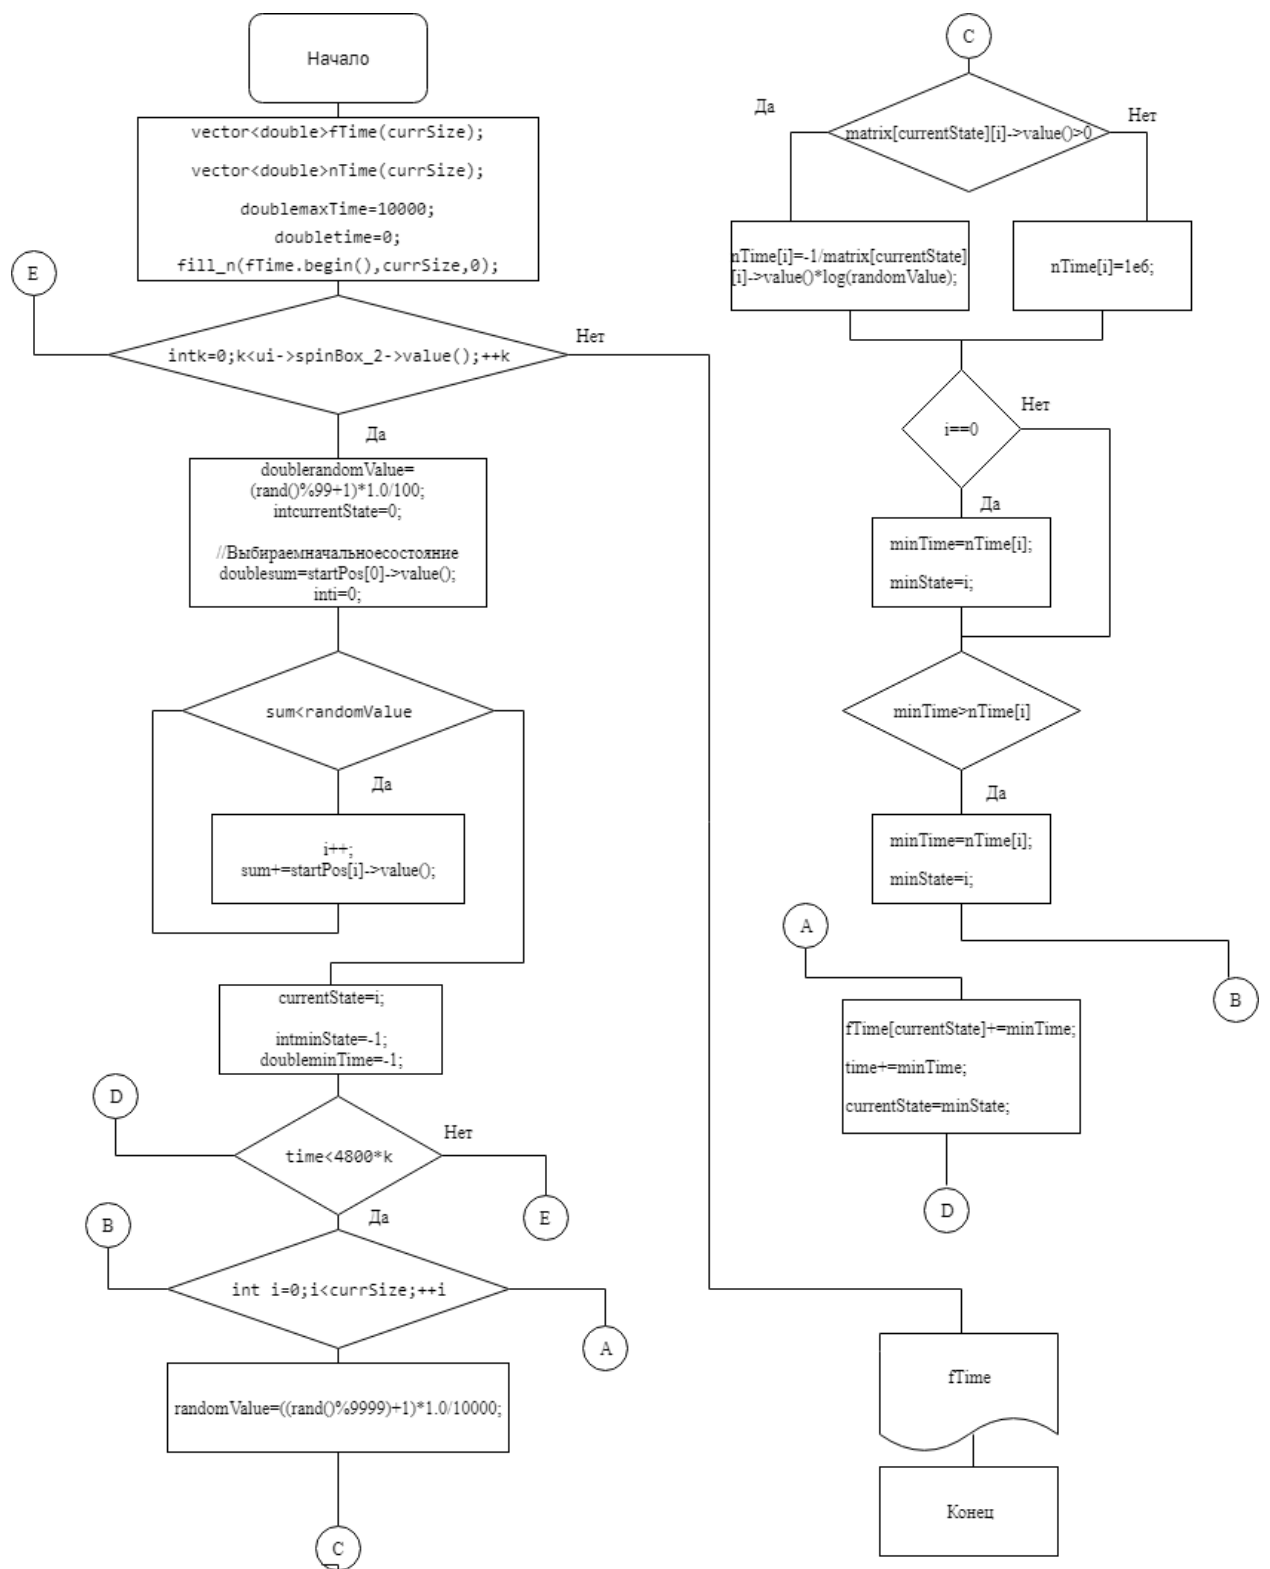 Начало
vector<double>fTime(currSize);
vector<double>nTime(currSize);
doublemaxTime=10000;
doubletime=0;
fill_n(fTime.begin(),currSize,0);
E
intk=0;k<ui->spinBox_2->value();++k
Нет
Да
doublerandomValue=
(rand()%99+1)*1.0/100;
intcurrentState=0;
//Выбираемначальноесостояние
doublesum=startPos[0]->value();
inti=0;
sum<randomValue
Да
i++;
sum+=startPos[i]->value();
currentState=i;
intminState=-1;
doubleminTime=-1;
D
time<4800*k
Нет
E
Да
B
int i=0;i<currSize;++i
A
randomValue=((rand()%9999)+1)*1.0/10000;
C
C
Да
matrix[currentState][i]->value()>0
Нет
nTime[i]=-1/matrix[currentState]
[i]->value()*log(randomValue);
nTime[i]=1e6;
i==0
Нет
Да
minTime=nTime[i];
minState=i;
minTime>nTime[i]
Да
minTime=nTime[i];
minState=i;
B
A
fTime[currentState]+=minTime;
time+=minTime;
currentState=minState;
D
fTime
Конец